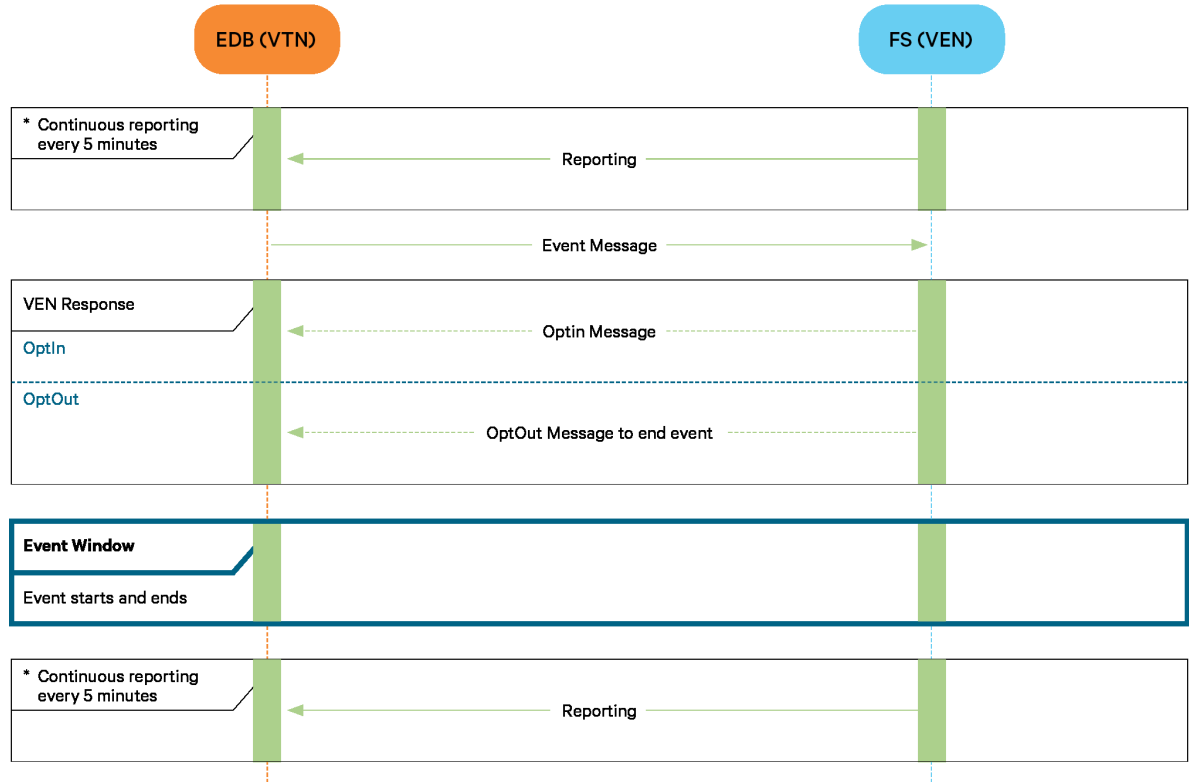 EDB (VTN)
FS (VEN)
* Continuous reporting
every 5 minutes
Reporting
Event Message
VEN Response
Optin Message
OptIn
OptOut
OptOut Message to end event
Event Window
Event starts and ends
* Continuous reporting
every 5 minutes
Reporting